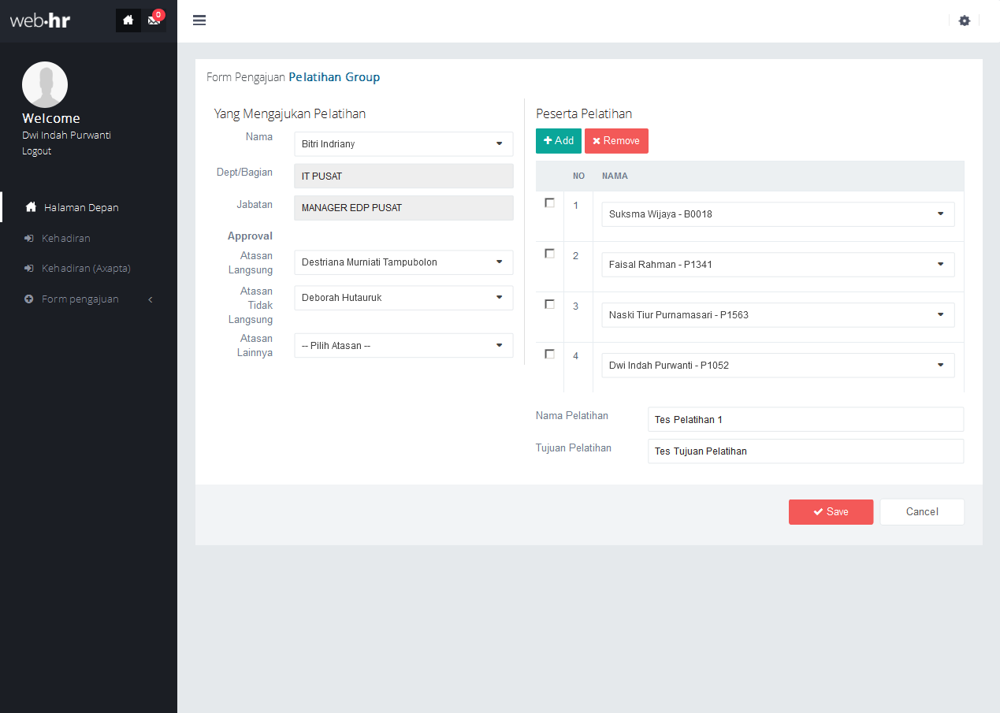 web·hr
0
Welcome
Dwi Indah Purwanti
Logout
Halaman Depan
Kehadiran
Kehadiran (Axapta)
Form pengajuan
Form Pengajuan Pelatihan Group
Yang Mengajukan Pelatihan
Nama
Bitri Indriany
Dept/Bagian
IT PUSAT
Jabatan
MANAGER EDP PUSAT
Approval
Atasan
Langsung
Destriana Murniati Tampubolon
Atasan
Tidak
Langsung
Deborah Hutauruk
Atasan
Lainnya
-- Pilih Atasan --
Peserta Pelatihan
Add Remove
NO NAMA
1 Suksma Wijaya - B0018
2 Faisal Rahman - P1341
3 Naski Tiur Purnamasari - P1563
4 Dwi Indah Purwanti - P1052
Nama Pelatihan Tes Pelatihan 1
Tujuan Pelatihan Tes Tujuan Pelatihan
Save Cancel